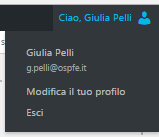 Ciao, Giulia Pelli
Giulia Pelli
g.pelli@ospfe.it
Modifica il tuo profilo
Esci